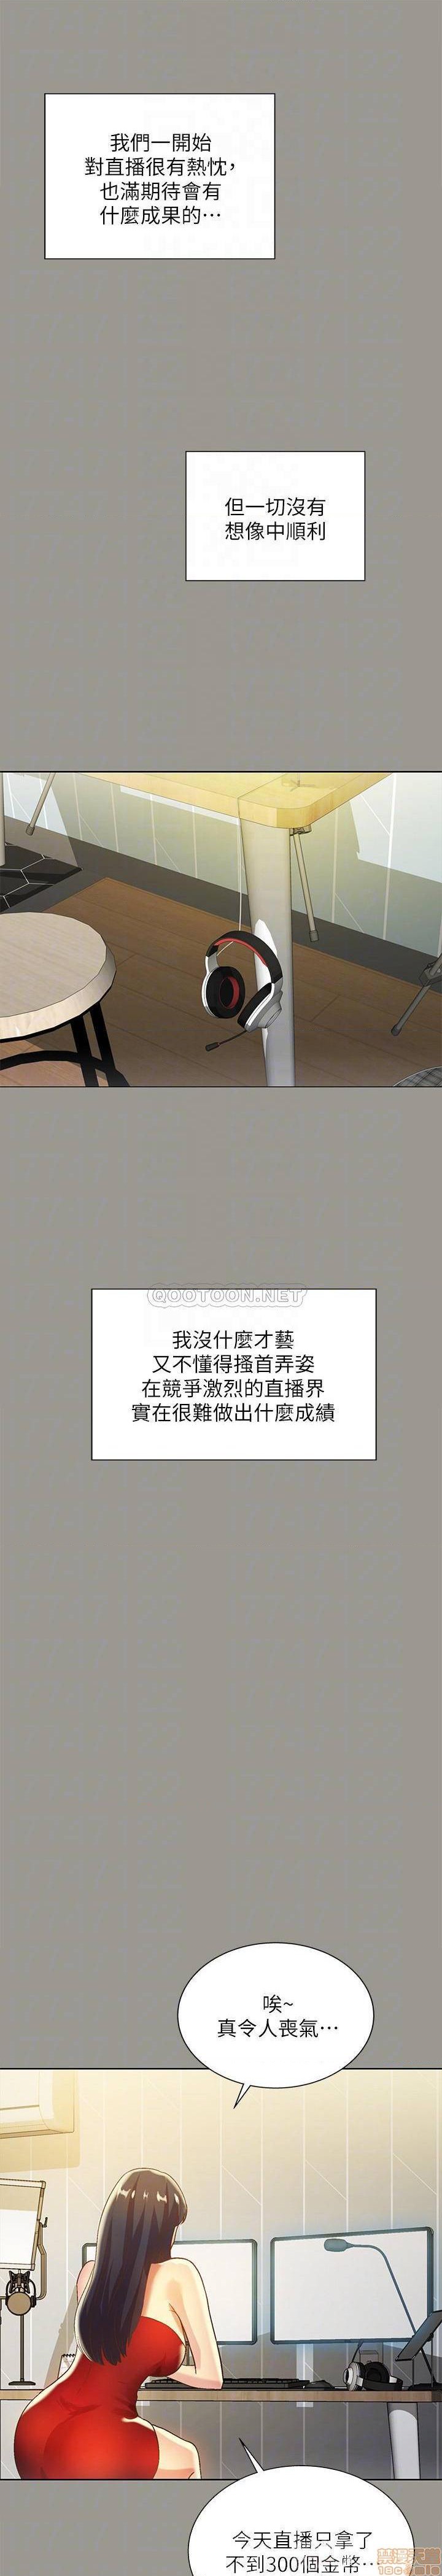 我們一開始
對直播很有熱忱，
也滿期待會有
什麼成果的…
但一切沒有
想像中順利
QOOTOON.NET
我沒什麼才藝
又不懂得搔首弄姿
在競爭激烈的直播界
實在很難做出什麼成績
唉~
真令人喪氣…
今天直播只拿了
不到300個金幣…